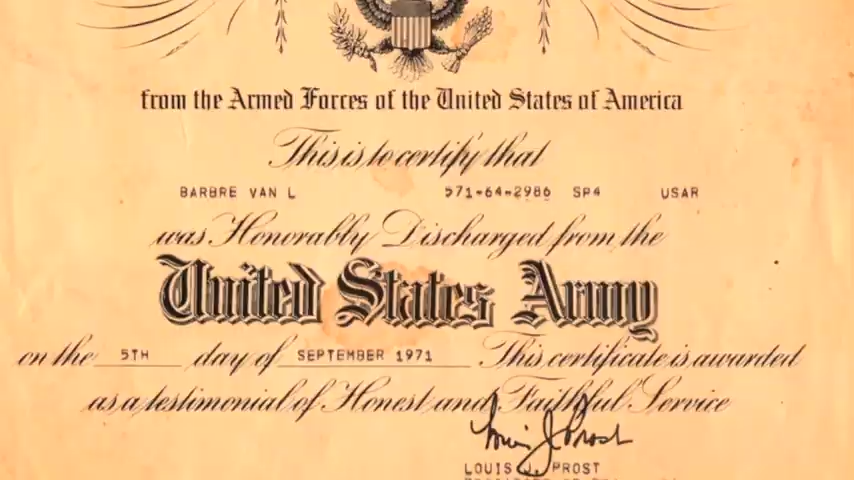 from the Armed Forces of the United States of America
This is to certify that
BARBRE VAN L 571-64-2986 SP4 USAR
was Honorably Discharged from the
United States Army
on the 5TH day of SEPTEMBER 1971 This certificate is awarded
as a testimonial of Honest and Faithful Service
Louis J. Prost
LOUIS J. PROST